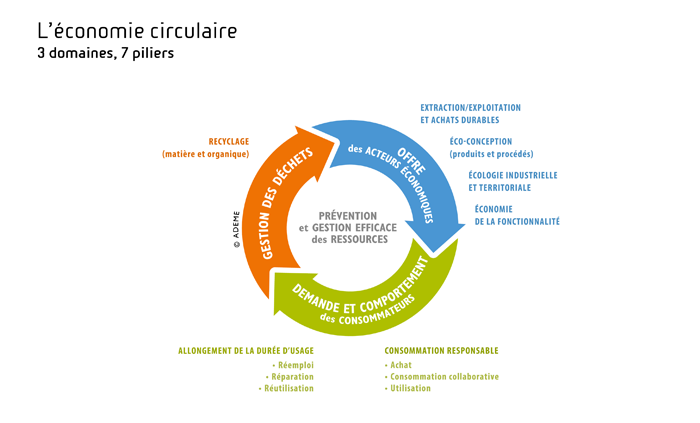 L'économie circulaire
3 domaines, 7 piliers
EXTRACTION/EXPLOITATION
ET ACHATS DURABLES
RECYCLAGE
(matière et organique)
ÉCO-CONCEPTION
(produits et procédés)
ÉCOLOGIE INDUSTRIELLE
ET TERRITORIALE
ÉCONOMIE
DE LA FONCTIONNALITÉ
OFFRE
des ACTEURS ÉCONOMIQUES
GESTION DES DÉCHETS
PRÉVENTION
et GESTION EFFICACE
des RESSOURCES
© ADEME
DEMANDE ET COMPORTEMENT
des CONSOMMATEURS
ALLONGEMENT DE LA DURÉE D'USAGE
• Réemploi
• Réparation
• Réutilisation
CONSOMMATION RESPONSABLE
• Achat
• Consommation collaborative
• Utilisation